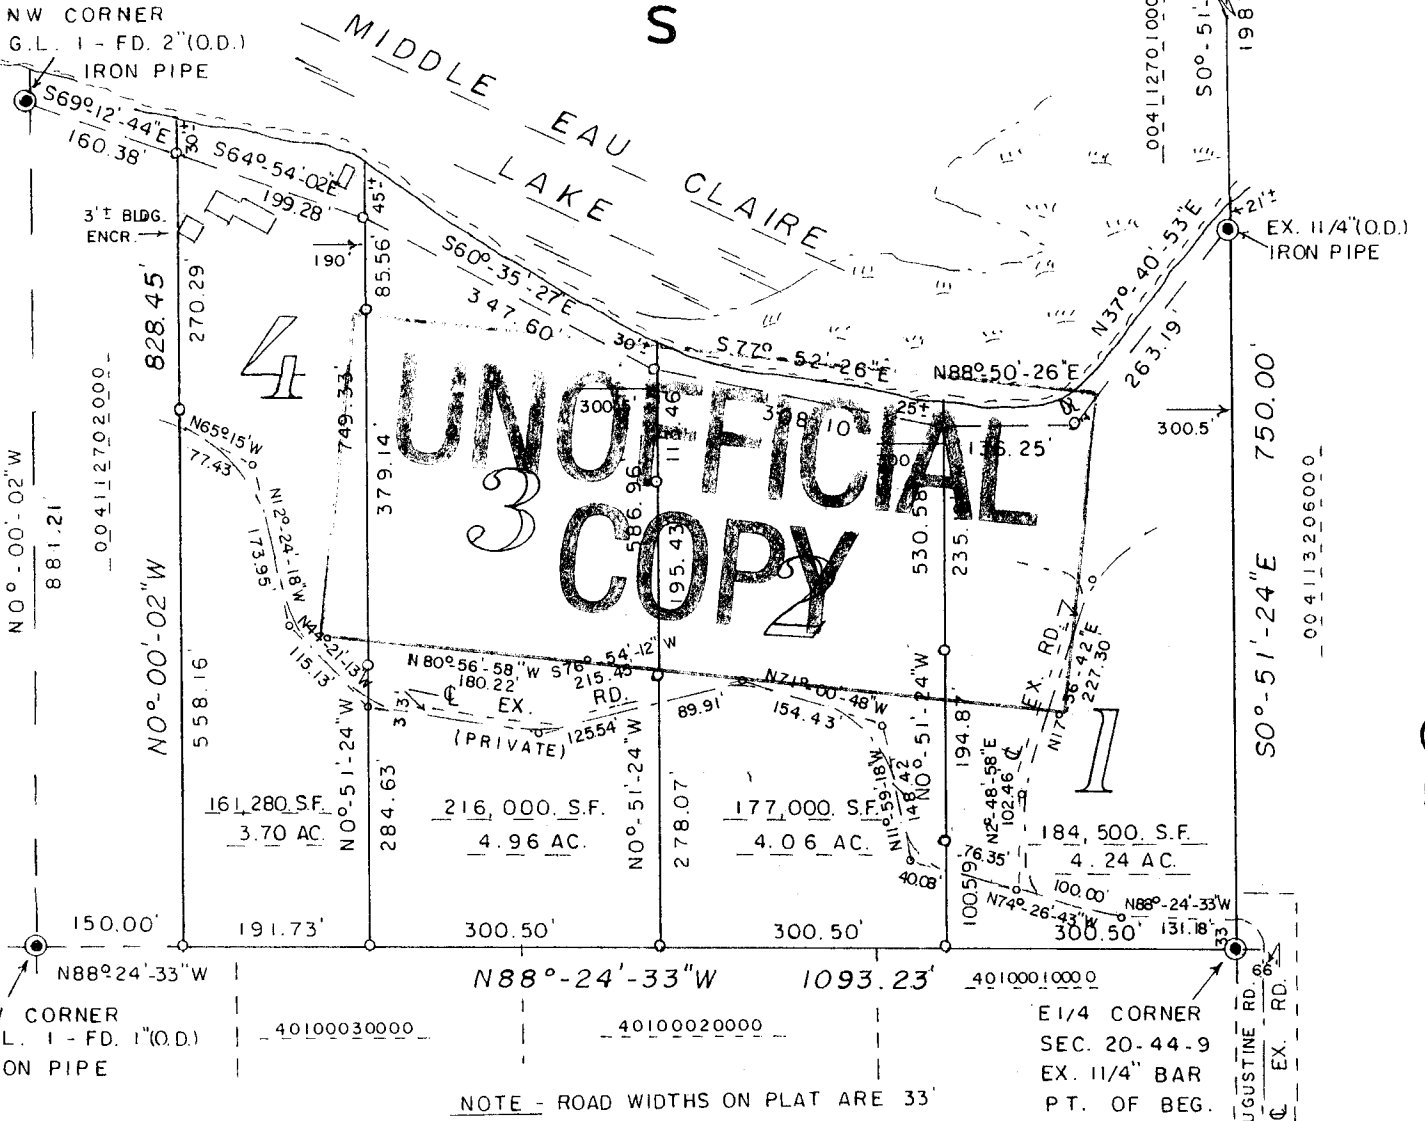 NW CORNER
G.L. 1 - FD. 2"(O.D.)
IRON PIPE
S
MIDDLE EAU CLAIRE
LAKE
004112701000
S0°-51'-
198
S69°-12'-44"E
160.38'
30'±
S64°-54'-02"E
199.28'
45'±
3'± BLDG.
ENCR.
190'
85.56'
S60°-35'-27"E
347.60'
30'±
S77°-52'-26"E
N88°-50'-26"E
N37°-40'-53"E
263.19'
21'±
EX. 1 1/4"(O.D.)
IRON PIPE
828.45'
270.29'
4
749.33'
379.14'
UNOFFICIAL
COPY
25'±
136.25'
300.5'
750.00'
N65°15'W
77.43'
N0°-00'-02"W
881.21'
004112702000
N12°-24'-18"W
173.95'
3
586.96
195.43'
2
530.58'
235.
004113206000
S0°-51'-24"E
N0°-00'-02"W
558.16'
N44°-21'-13"W
115.13'
N80°-56'-58"W
180.22'
S76°-54'-12"W
215.45'
℄ EX. RD.
(PRIVATE)
33'
125.54'
89.91'
N71°-00'-48"W
154.43'
EX. RD.
N17°-36'-42"E
227.30'
1
N0°-51'-24"W
284.63'
N0°-51'-24"W
278.07'
N11°-59'-18"W
148.42
N0°-51'-24"W
194.87'
N2°-48'-58"E
102.46'
℄
161,280. S.F.
3.70 AC.
216,000. S.F.
4.96 AC.
177,000. S.F.
4.06 AC.
184,500. S.F.
4.24 AC.
40.08'
76.35'
100.59'
100.00'
N74°-26'-43"W
N88°-24'-33"W
131.18'
33'
150.00'
191.73'
300.50'
300.50'
300.50'
N88°24'-33"W
N88°-24'-33"W
1093.23'
40100010000
66'
CORNER
L. 1 - FD. 1"(O.D.)
ON PIPE
40100030000
40100020000
E1/4 CORNER
SEC. 20-44-9
EX. 1 1/4" BAR
PT. OF BEG.
UGUSTINE RD.
℄ EX. RD.
NOTE - ROAD WIDTHS ON PLAT ARE 33'